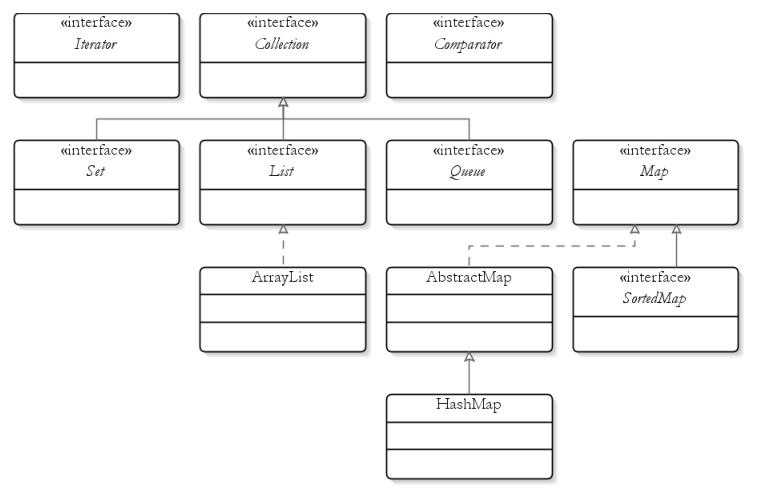 «interface»
Iterator
«interface»
Collection
«interface»
Comparator
«interface»
Set
«interface»
List
«interface»
Queue
«interface»
Map
ArrayList
AbstractMap
«interface»
SortedMap
HashMap